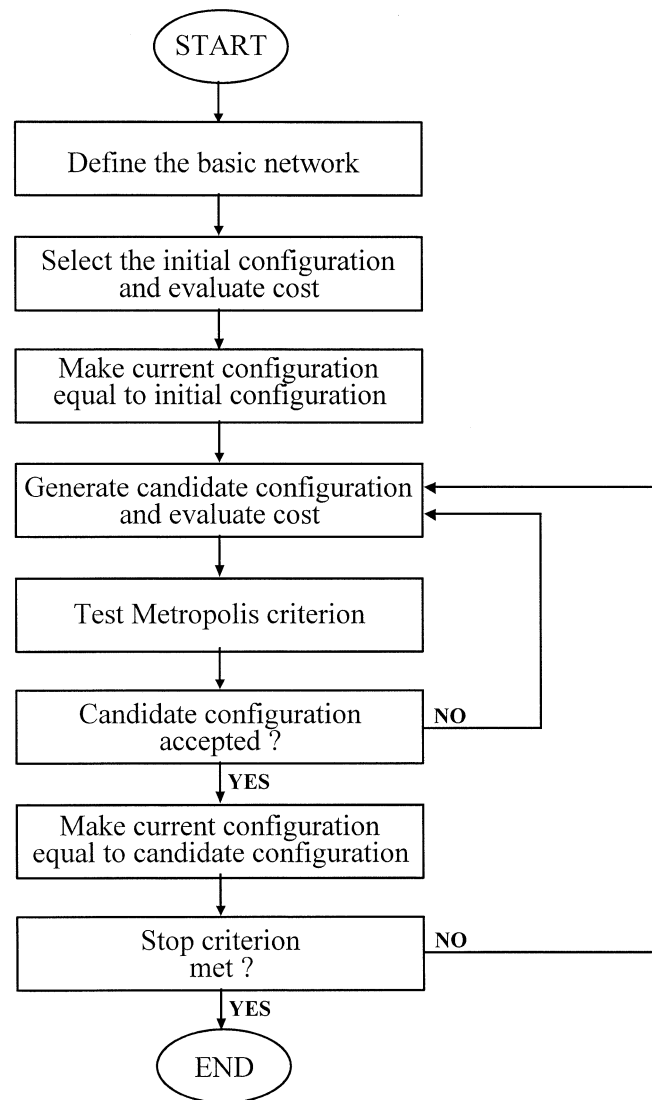 START
Define the basic network
Select the initial configuration
and evaluate cost
Make current configuration
equal to initial configuration
Generate candidate configuration
and evaluate cost
Test Metropolis criterion
Candidate configuration
accepted ?
NO
YES
Make current configuration
equal to candidate configuration
Stop criterion
met ?
NO
YES
END